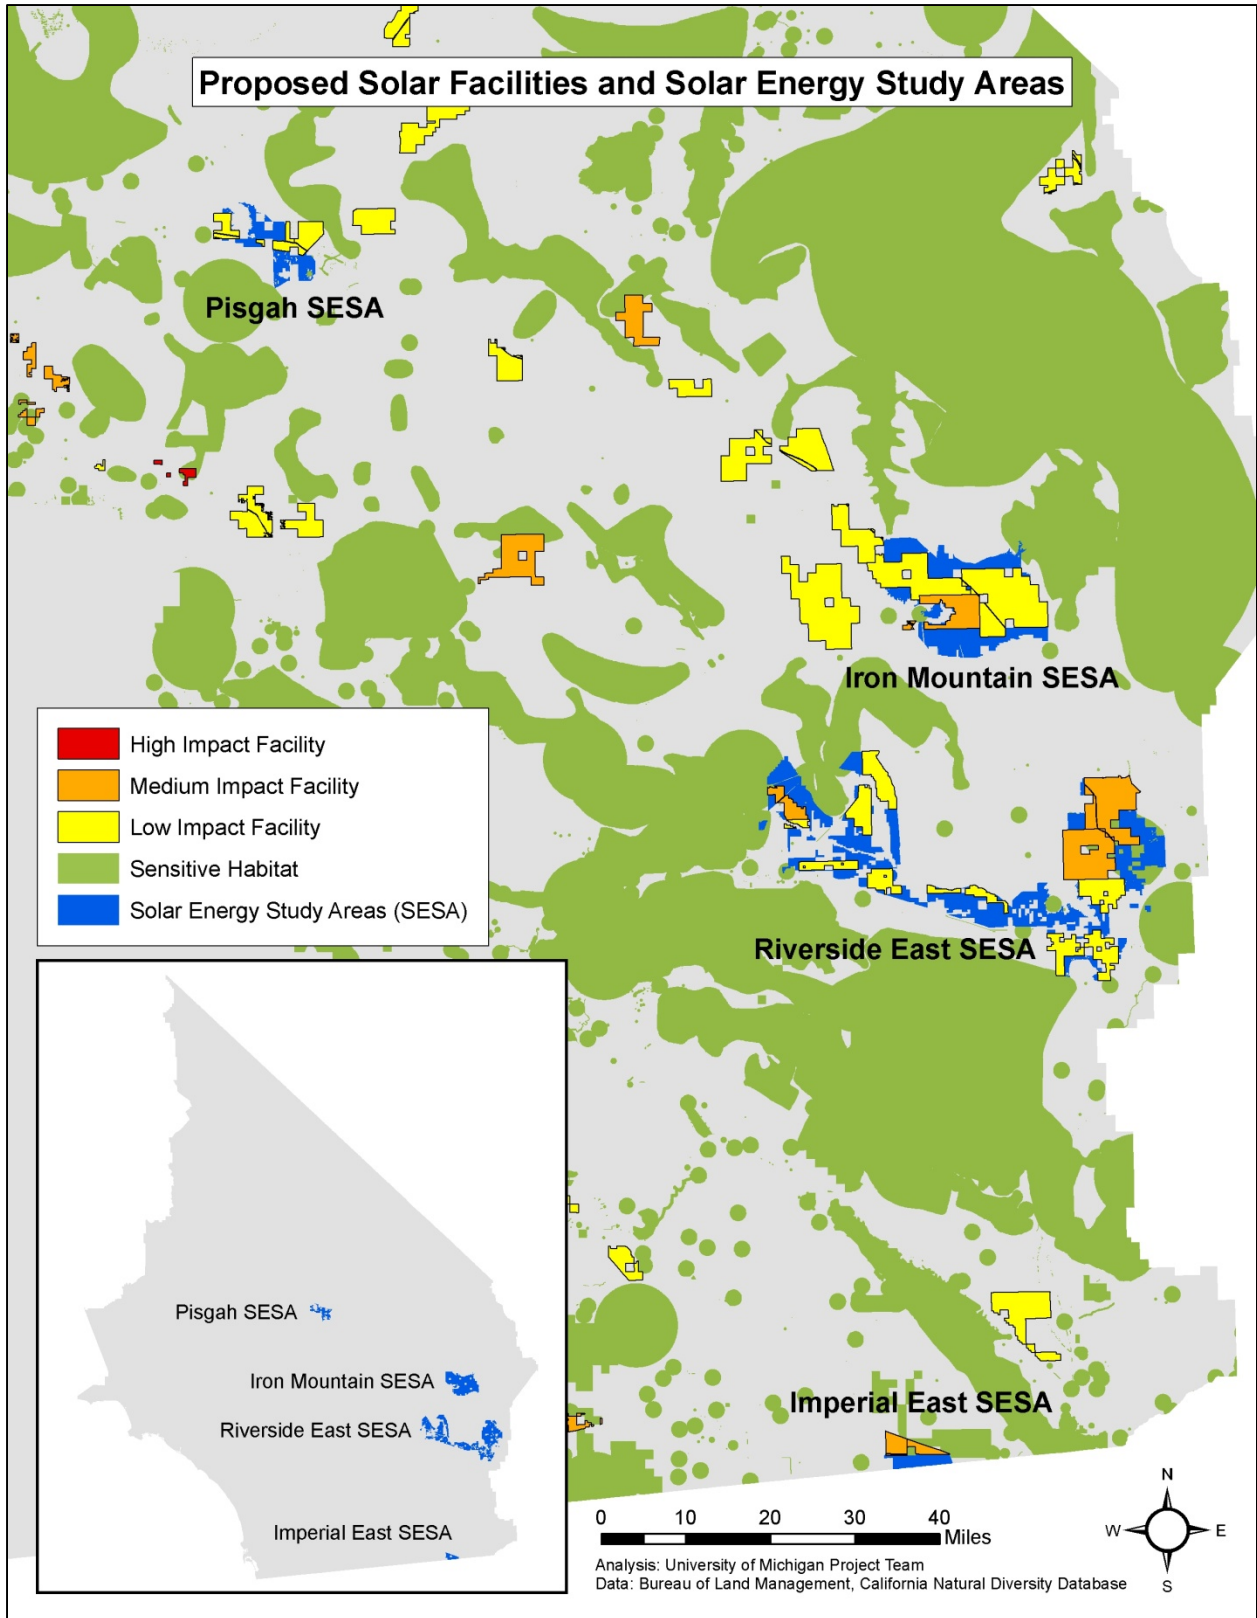 Proposed Solar Facilities and Solar Energy Study Areas
Pisgah SESA
Iron Mountain SESA
High Impact Facility
Medium Impact Facility
Low Impact Facility
Sensitive Habitat
Solar Energy Study Areas (SESA)
Riverside East SESA
Pisgah SESA
Iron Mountain SESA
Riverside East SESA
Imperial East SESA
Imperial East SESA
0 10 20 30 40
Miles
Analysis: University of Michigan Project Team
Data: Bureau of Land Management, California Natural Diversity Database
N
W E
S